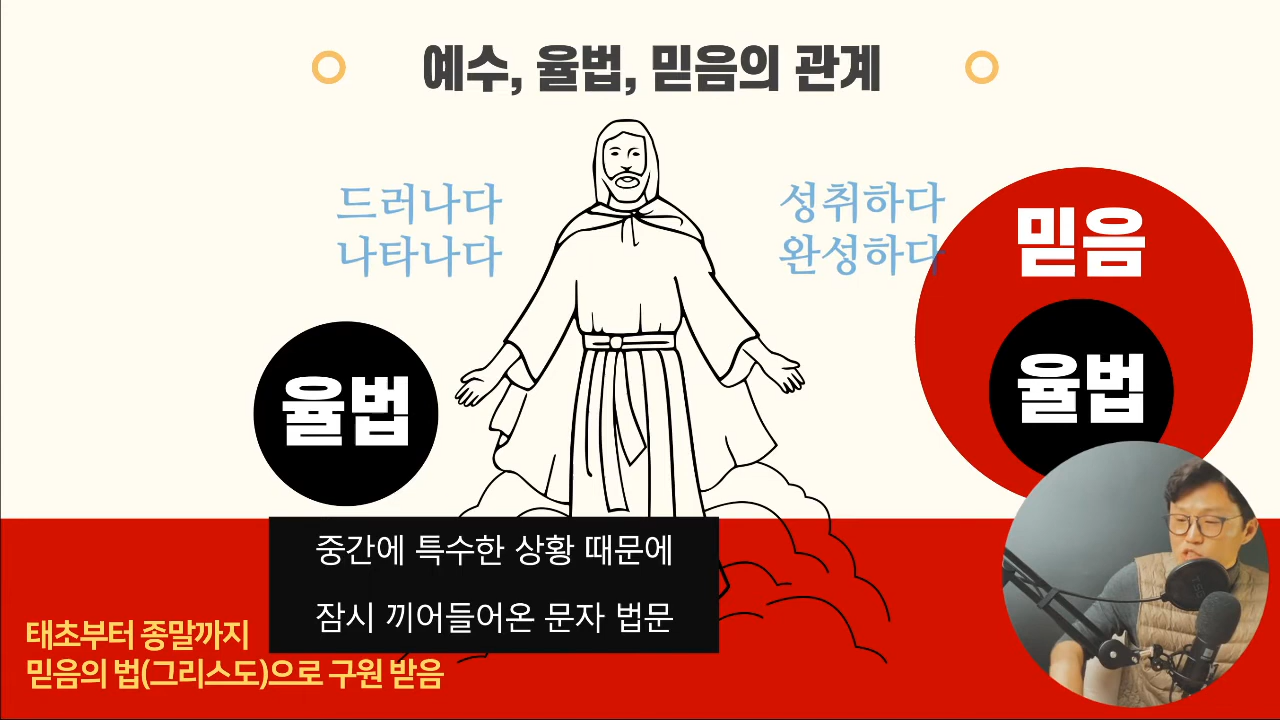 예수, 율법, 믿음의 관계
드러나다
나타나다
성취하다
완성하다
믿음
율법
율법
중간에 특수한 상황 때문에
잠시 끼어들어온 문자 법문
태초부터 종말까지
믿음의 법(그리스도)으로 구원 받음